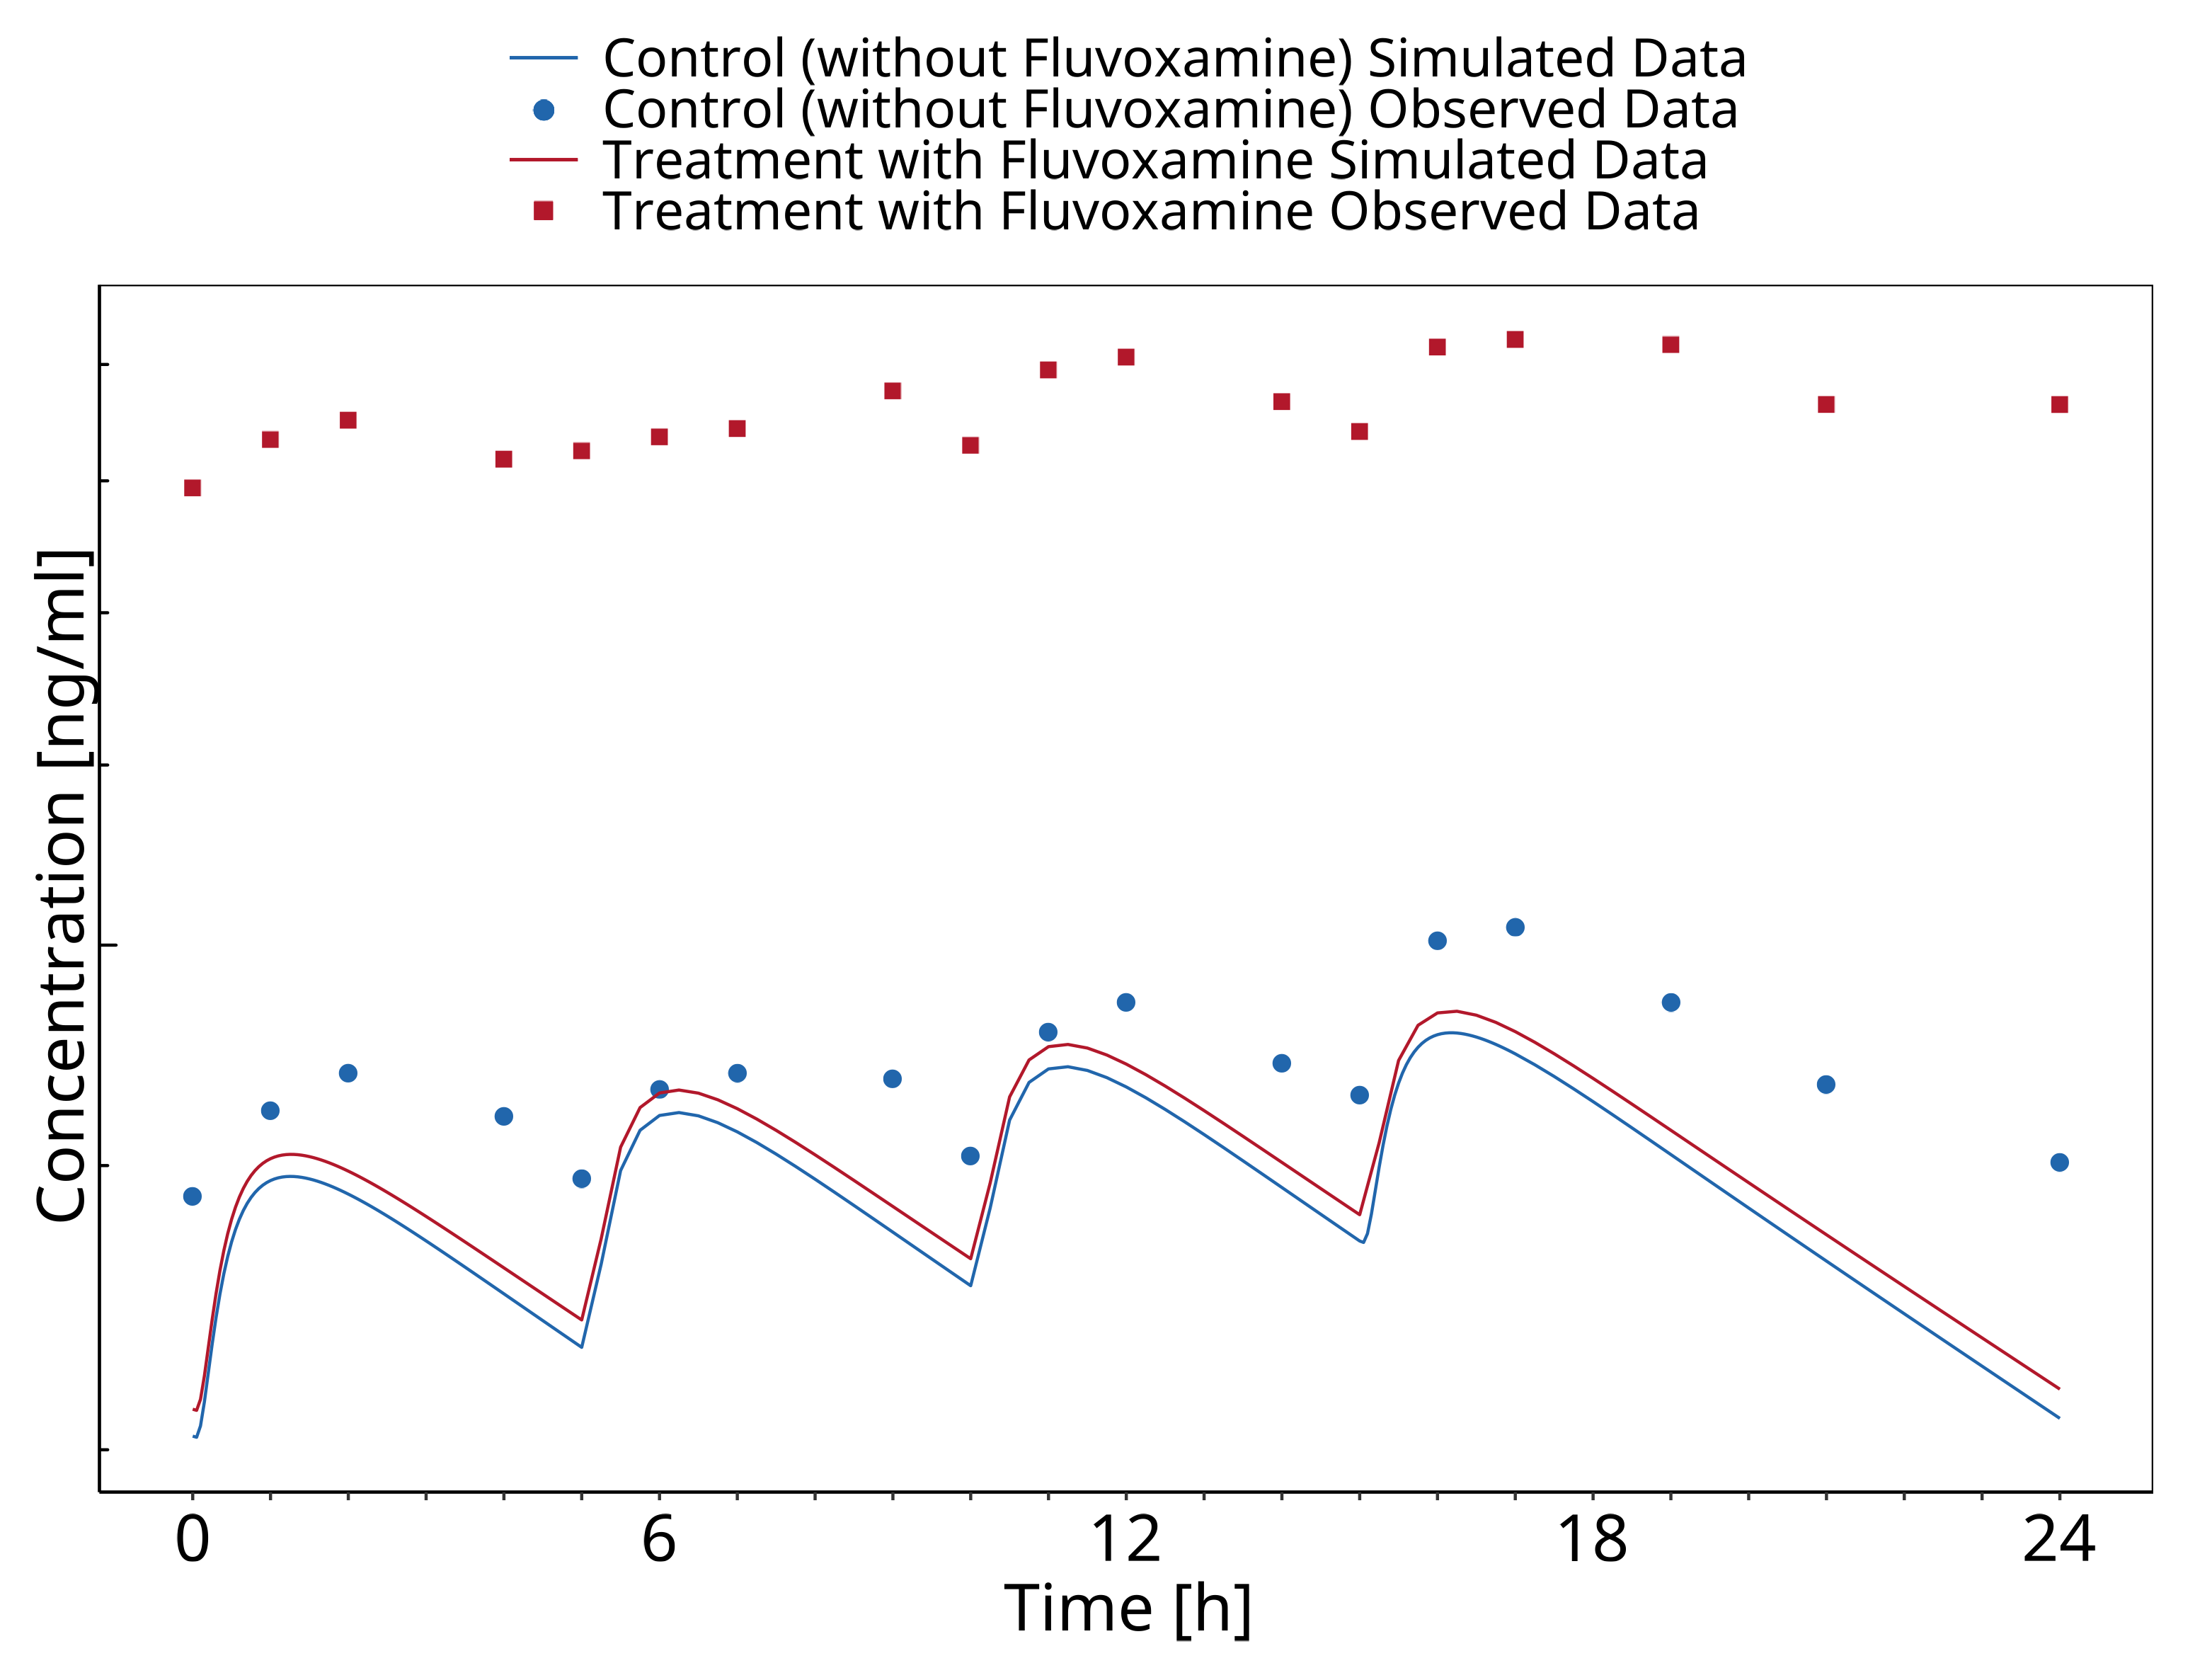 Control (without Fluvoxamine) Simulated Data
Control (without Fluvoxamine) Observed Data
Treatment with Fluvoxamine Simulated Data
Treatment with Fluvoxamine Observed Data
Concentration [ng/ml]
0 6 12 18 24
Time [h]